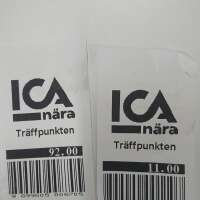 ICA
nära
Träffpunkten
92,00
ICA
nära
Träffpunkten
11.00